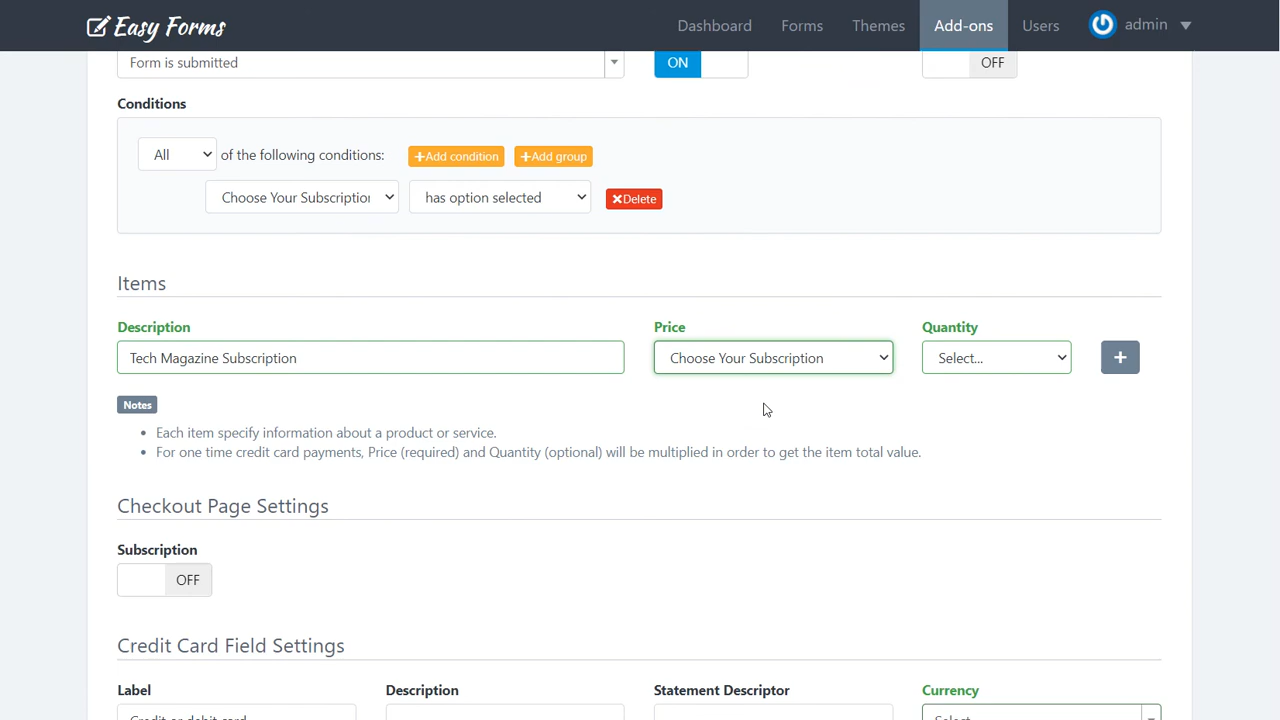 Easy Forms
Dashboard Forms Themes Add-ons Users admin
Form is submitted ON OFF
Conditions
All of the following conditions: Add condition Add group
Choose Your Subscription has option selected Delete
Items
Description Price Quantity
Tech Magazine Subscription Choose Your Subscription Select...
Notes
Each item specify information about a product or service.
For one time credit card payments, Price (required) and Quantity (optional) will be multiplied in order to get the item total value.
Checkout Page Settings
Subscription
OFF
Credit Card Field Settings
Label Description Statement Descriptor Currency
Credit or debit card Select...